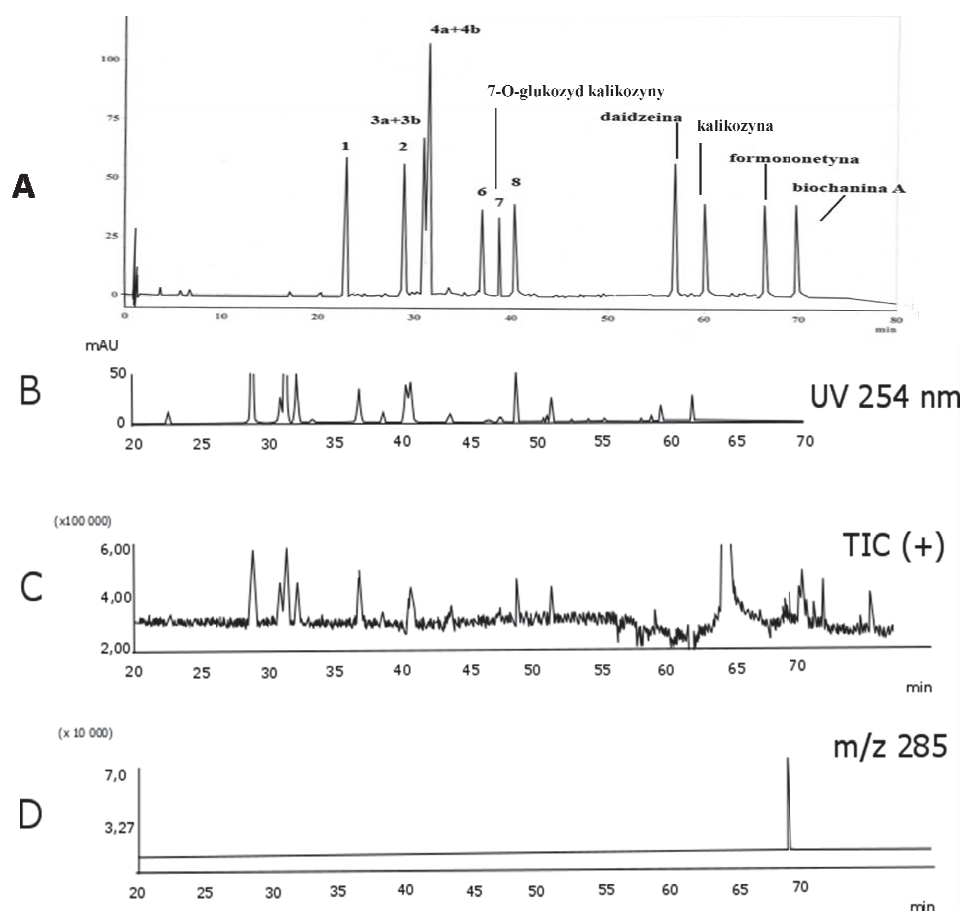 4a+4b
100
7-O-glukozyd kalikozyny
75
3a+3b
daidzeina
kalikozyna
1
2
formononetyna
A
50
6
8
biochanina A
7
25
0
0
10
20
30
40
50
60
70
80
min
mAU
B
50
UV 254 nm
0
20
25
30
35
40
45
50
55
60
65
70
(x100 000)
6,00
TIC (+)
C
4,00
2,00
20
25
30
35
40
45
50
55
60
65
70
min
(x 10 000)
m/z 285
7,0
D
3,27
20
25
30
35
40
45
50
55
60
65
70
min